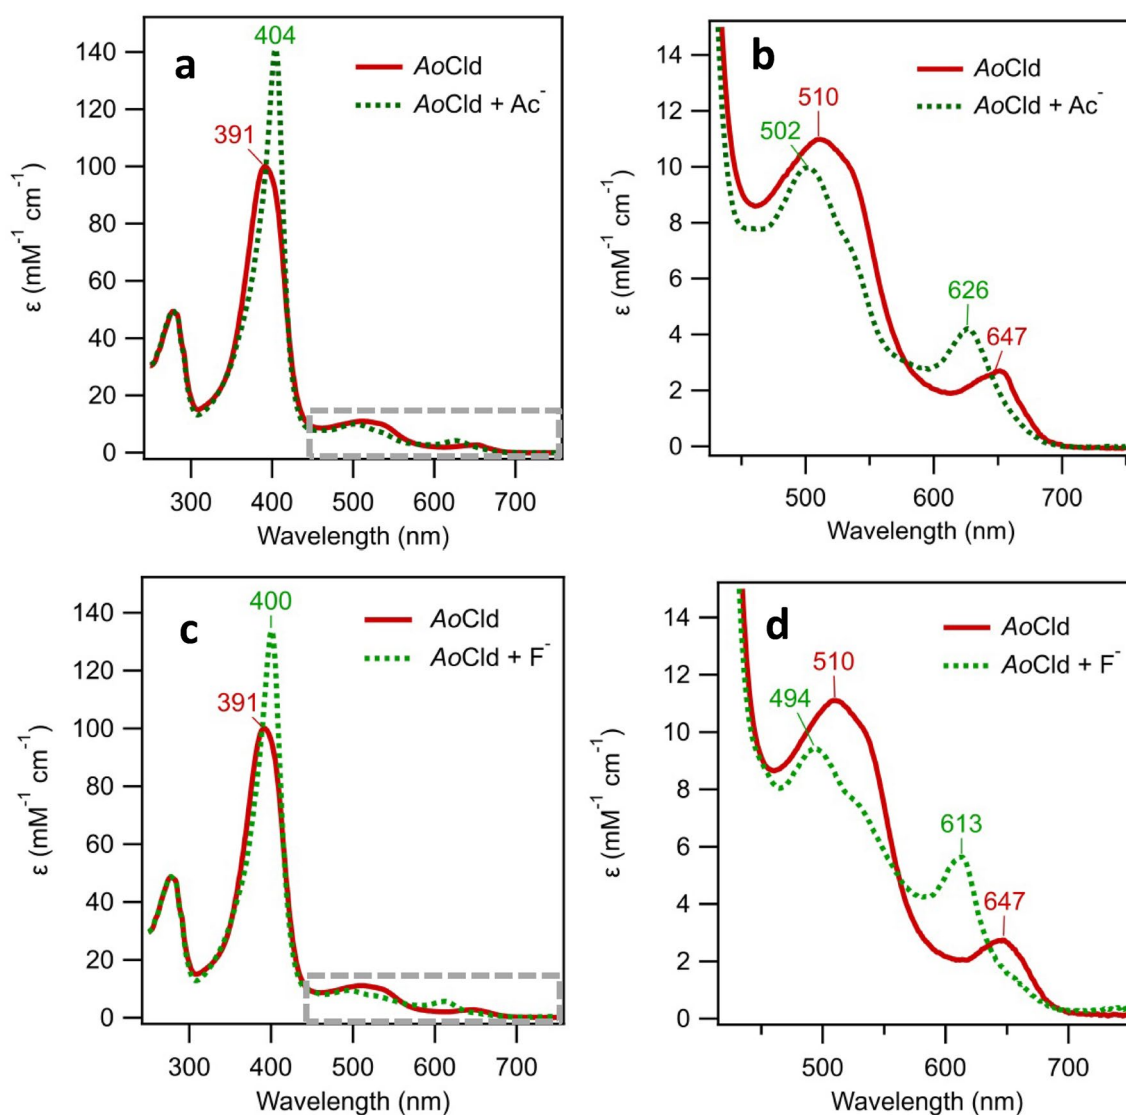 a
404
391
AoCld
AoCld + Ac⁻
140
120
100
80
60
40
20
0
ε (mM⁻¹ cm⁻¹)
300 400 500 600 700
Wavelength (nm)
b
510
502
626
647
AoCld
AoCld + Ac⁻
14
12
10
8
6
4
2
0
ε (mM⁻¹ cm⁻¹)
500 600 700
Wavelength (nm)
c
400
391
AoCld
AoCld + F⁻
140
120
100
80
60
40
20
0
ε (mM⁻¹ cm⁻¹)
300 400 500 600 700
Wavelength (nm)
d
510
494
613
647
AoCld
AoCld + F⁻
14
12
10
8
6
4
2
0
ε (mM⁻¹ cm⁻¹)
500 600 700
Wavelength (nm)